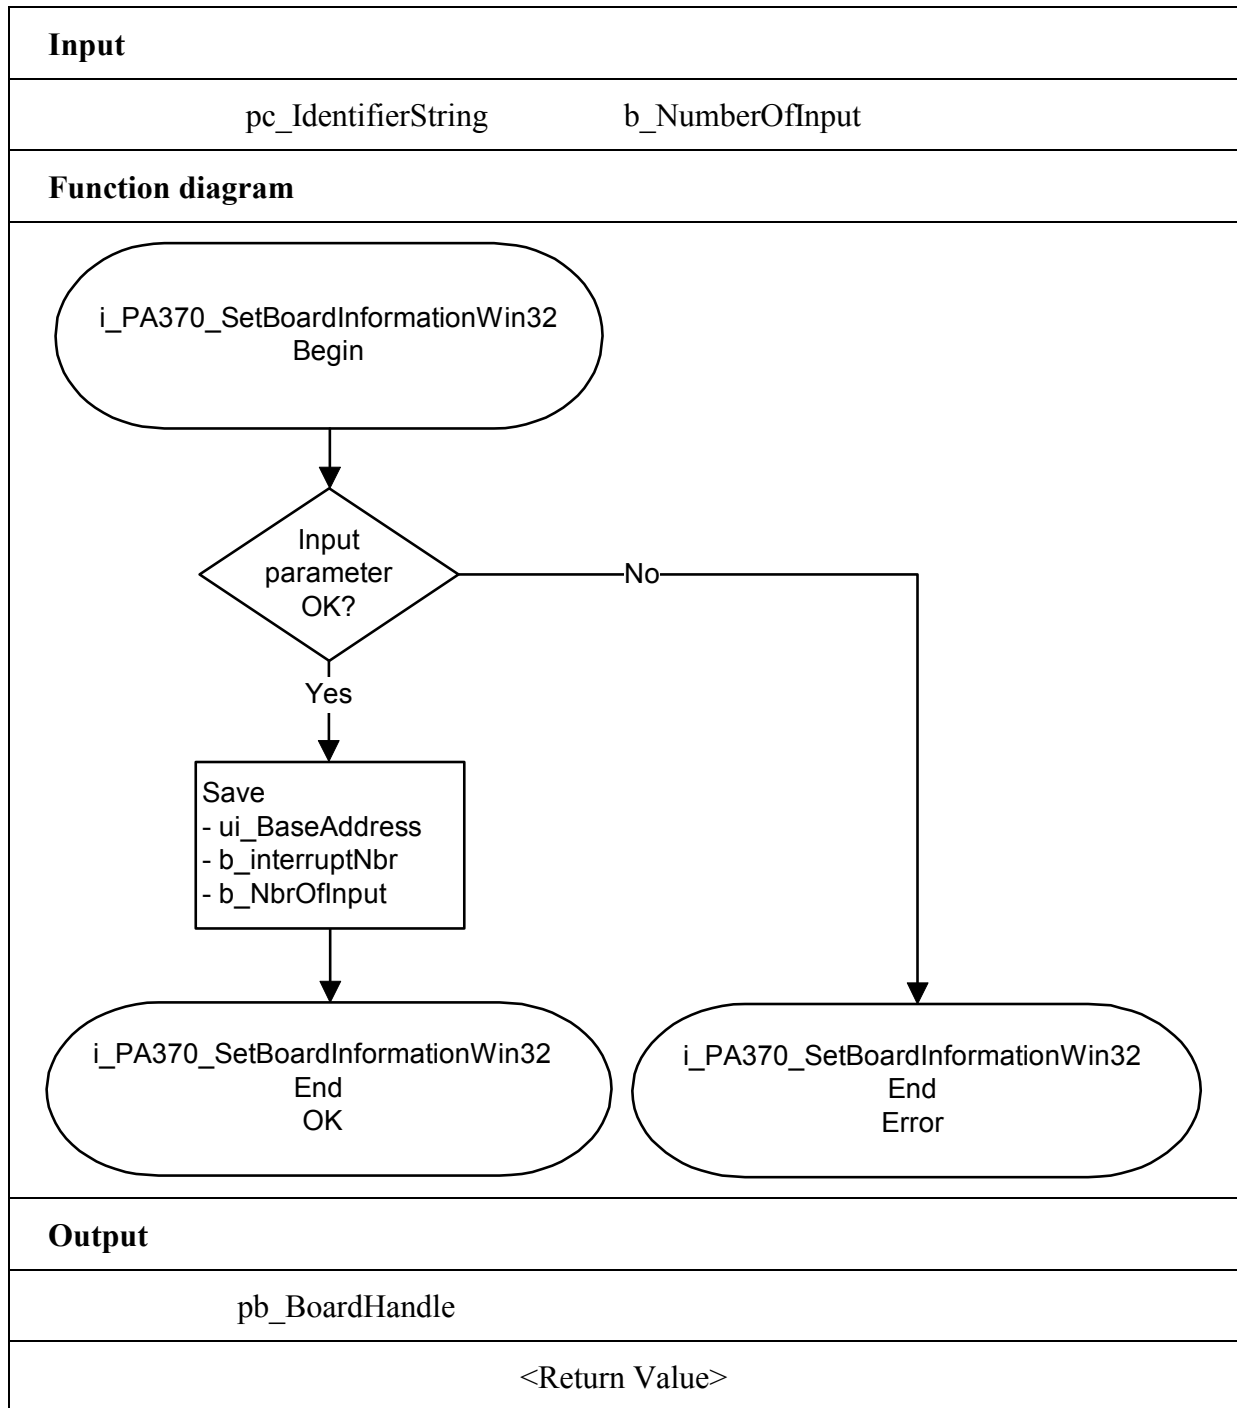 Input
pc_IdentifierString b_NumberOfInput
Function diagram
i_PA370_SetBoardInformationWin32
Begin
Input
parameter
OK?
No
Yes
Save
- ui_BaseAddress
- b_interruptNbr
- b_NbrOfInput
i_PA370_SetBoardInformationWin32
End
OK
i_PA370_SetBoardInformationWin32
End
Error
Output
pb_BoardHandle
<Return Value>